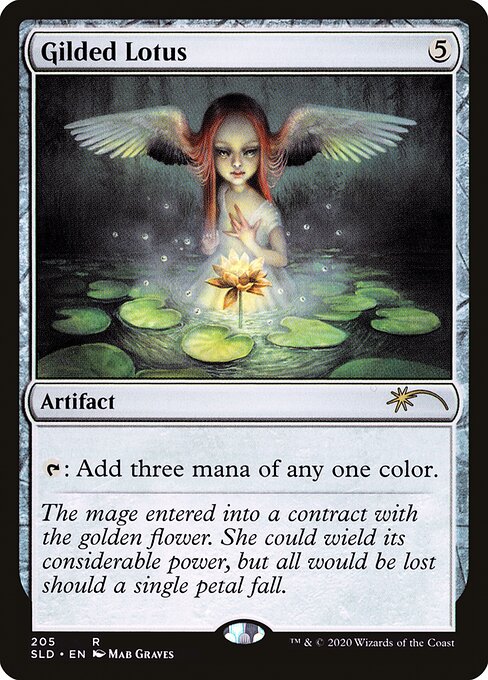 Gilded Lotus 5
Artifact
: Add three mana of any one color.
The mage entered into a contract with
the golden flower. She could wield its
considerable power, but all would be lost
should a single petal fall.
205 R
SLD • EN Mab Graves
™ & © 2020 Wizards of the Coast